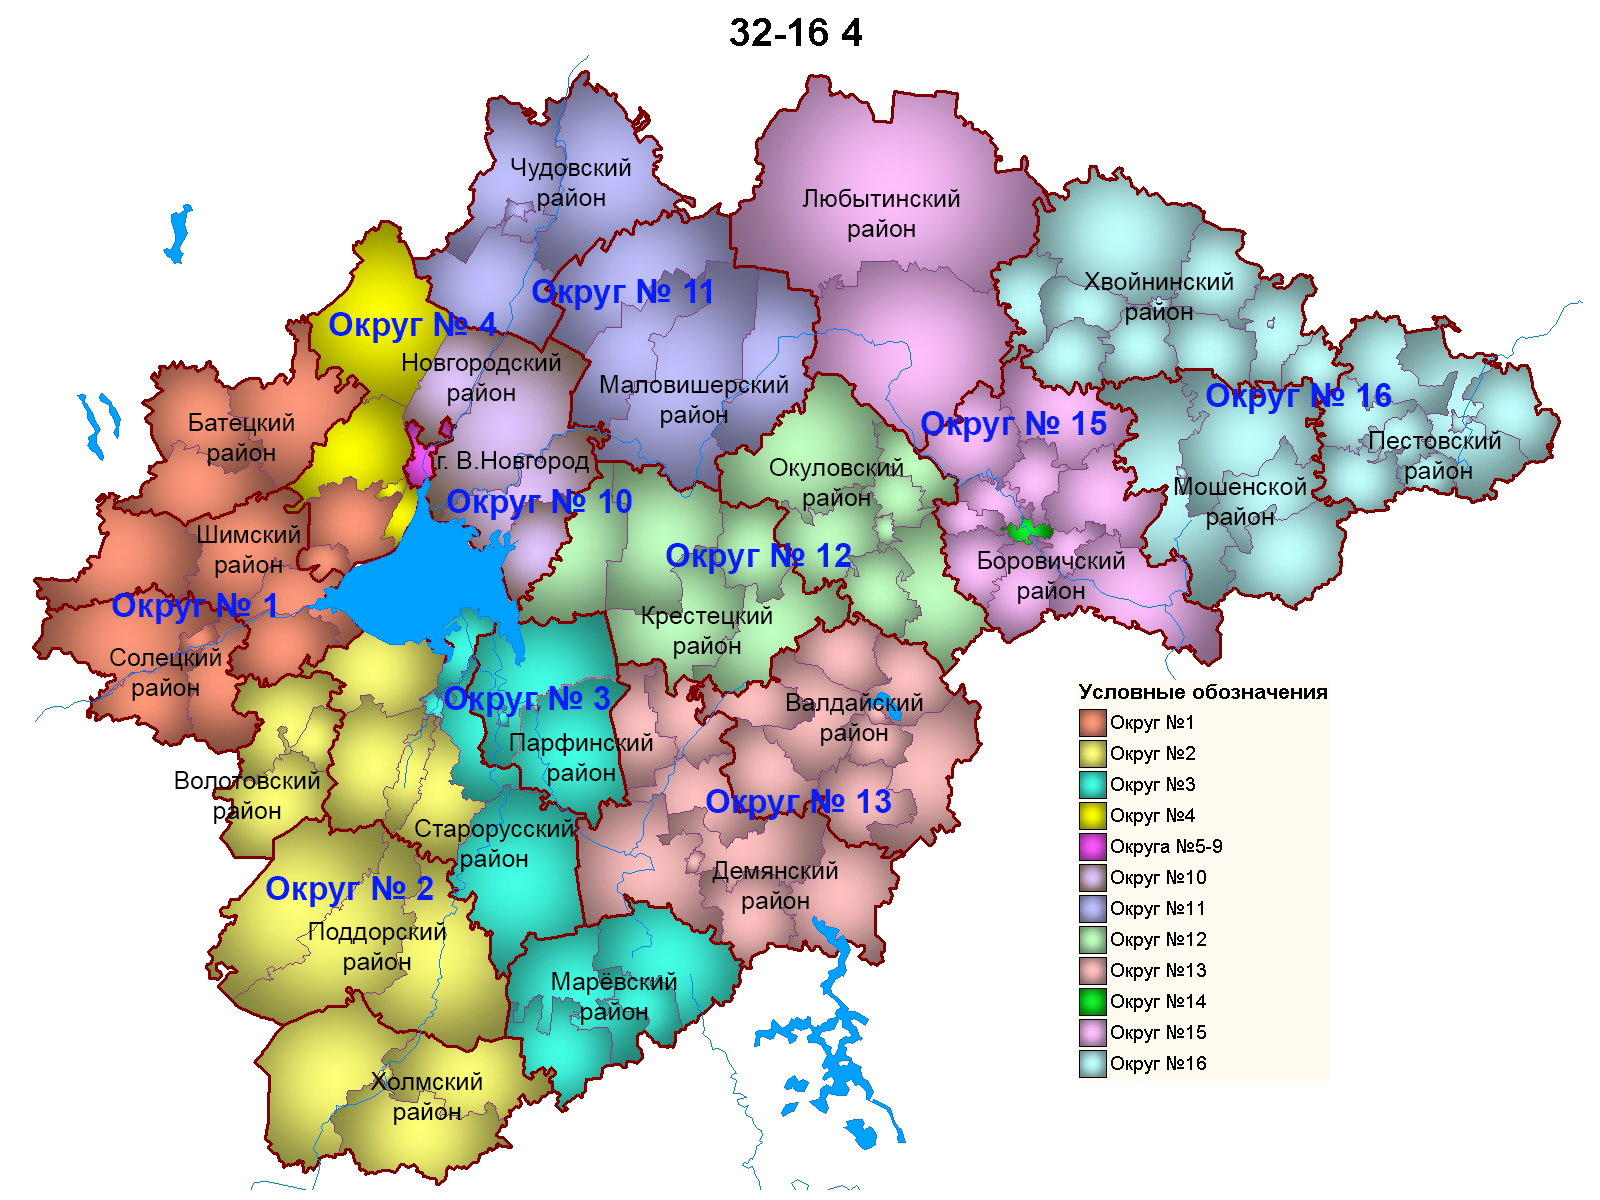 32-16 4
Чудовский
район
Любытинский
район
Округ № 11
Хвойнинский
район
Округ № 4
Новгородский
район
Маловишерский
район
Округ № 16
Батецкий
район
Округ № 15
Пестовский
район
г. В.Новгород
Окуловский
район
Округ № 10
Мошенской
район
Шимский
район
Округ № 12
Боровичский
район
Округ № 1
Крестецкий
район
Солецкий
район
Округ № 3
Валдайский
район
Парфинский
район
Волотовский
район
Округ № 13
Старорусский
район
Демянский
район
Округ № 2
Поддорский
район
Марёвский
район
Холмский
район
Условные обозначения
Округ №1
Округ №2
Округ №3
Округ №4
Округа №5-9
Округ №10
Округ №11
Округ №12
Округ №13
Округ №14
Округ №15
Округ №16